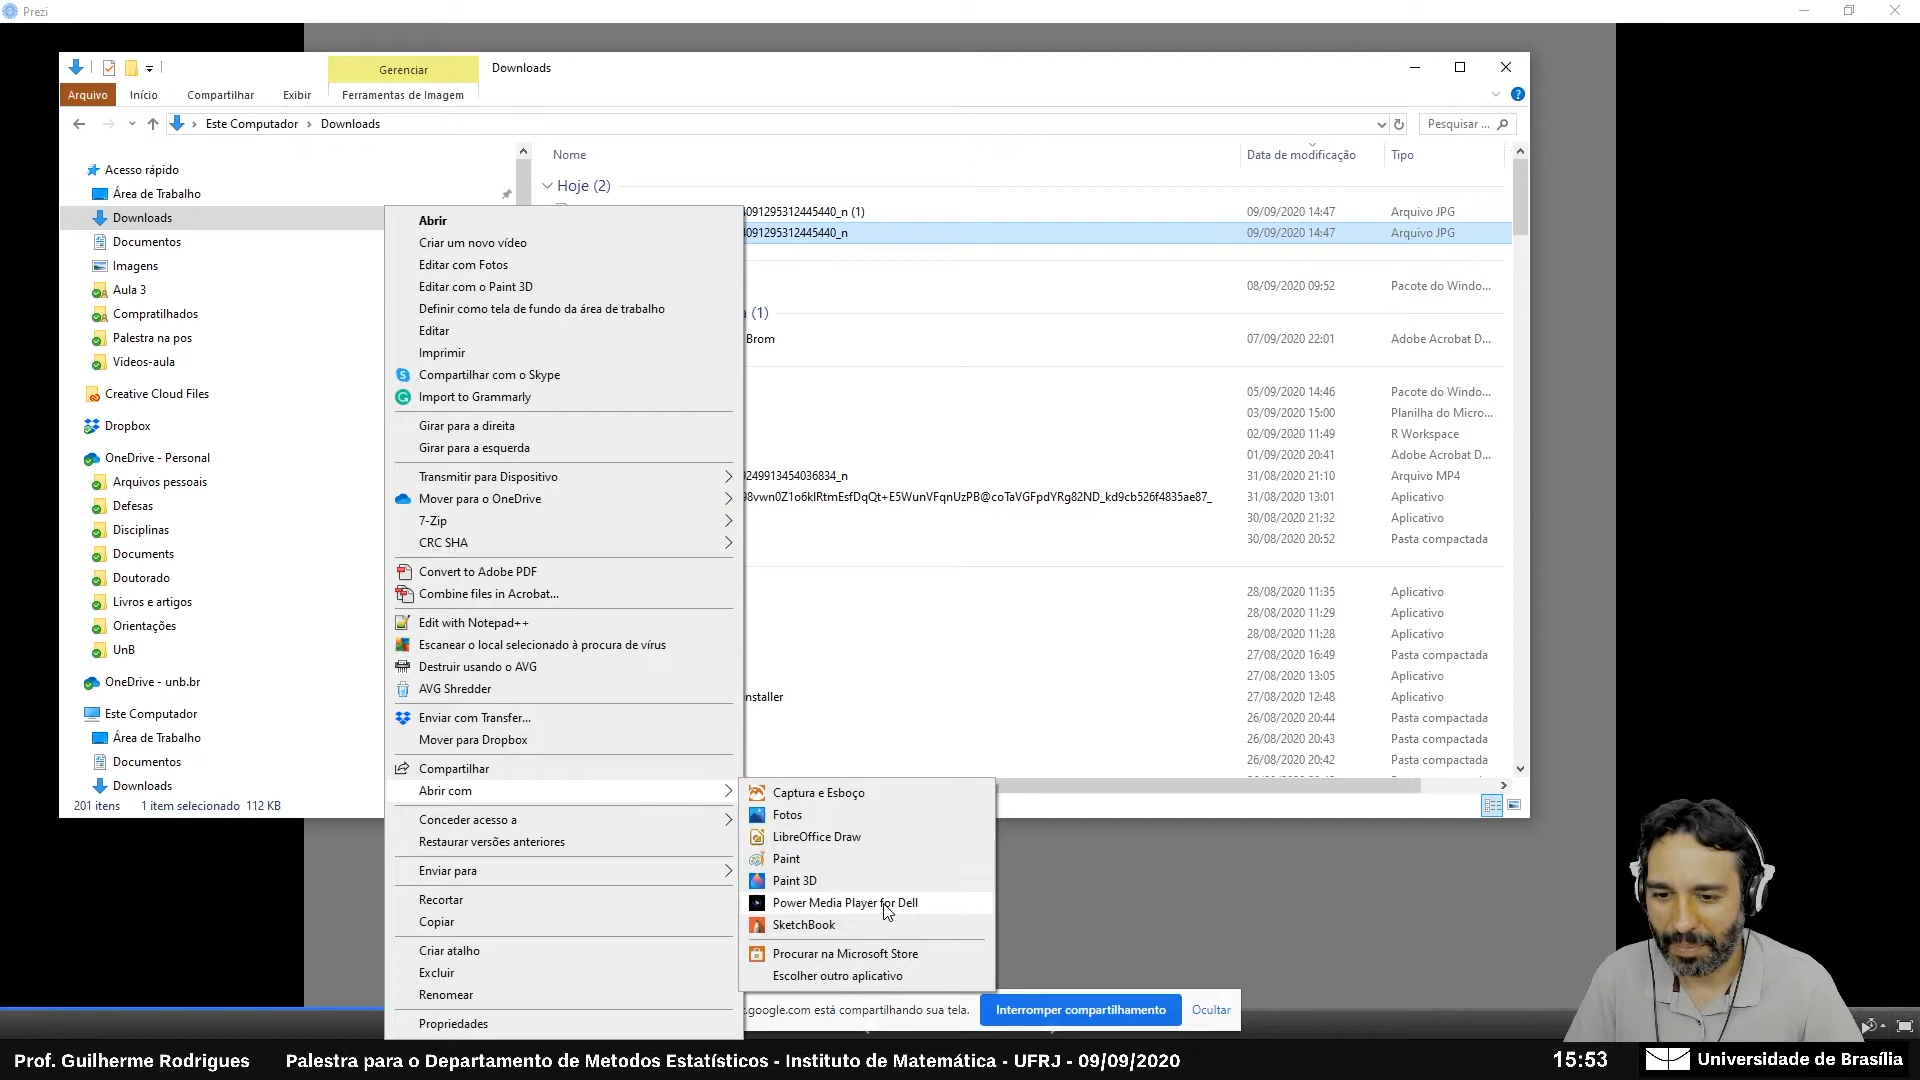 Prezi
Gerenciar
Downloads
Arquivo
Início
Compartilhar
Exibir
Ferramentas de Imagem
Este Computador
Downloads
Pesquisar ...
Nome
Data de modificação
Tipo
Acesso rápido
Área de Trabalho
Downloads
Documentos
Imagens
Aula 3
Compratilhados
Palestra na pos
Videos-aula
Creative Cloud Files
Dropbox
OneDrive - Personal
Arquivos pessoais
Defesas
Disciplinas
Documents
Doutorado
Livros e artigos
Orientações
UnB
OneDrive - unb.br
Este Computador
Área de Trabalho
Documentos
Downloads
201 itens 1 item selecionado 112 KB
Hoje (2)
4091295312445440_n (1) 09/09/2020 14:47 Arquivo JPG
4091295312445440_n 09/09/2020 14:47 Arquivo JPG
08/09/2020 09:52 Pacote do Windo...
(1)
Brom 07/09/2020 22:01 Adobe Acrobat D...
05/09/2020 14:46 Pacote do Windo...
03/09/2020 15:00 Planilha do Micro...
02/09/2020 11:49 R Workspace
01/09/2020 20:41 Adobe Acrobat D...
9249913454036834_n 31/08/2020 21:10 Arquivo MP4
31/08/2020 13:01 Aplicativo
30/08/2020 21:32 Aplicativo
30/08/2020 20:52 Pasta compactada
28/08/2020 11:35 Aplicativo
28/08/2020 11:29 Aplicativo
28/08/2020 11:28 Aplicativo
27/08/2020 16:49 Pasta compactada
27/08/2020 13:05 Aplicativo
nstaller 27/08/2020 12:48 Aplicativo
26/08/2020 20:44 Pasta compactada
26/08/2020 20:43 Pasta compactada
26/08/2020 20:42 Pasta compactada
Abrir
Criar um novo vídeo
Editar com Fotos
Editar com o Paint 3D
Definir como tela de fundo da área de trabalho
Editar
Imprimir
Compartilhar com o Skype
Import to Grammarly
Girar para a direita
Girar para a esquerda
Transmitir para Dispositivo
Mover para o OneDrive
7-Zip
CRC SHA
Convert to Adobe PDF
Combine files in Acrobat...
Edit with Notepad++
Escanear o local selecionado à procura de vírus
Destruir usando o AVG
AVG Shredder
Enviar com Transfer...
Mover para Dropbox
Compartilhar
Abrir com
Conceder acesso a
Restaurar versões anteriores
Enviar para
Recortar
Copiar
Criar atalho
Excluir
Renomear
Propriedades
Captura e Esboço
Fotos
LibreOffice Draw
Paint
Paint 3D
Power Media Player for Dell
SketchBook
Procurar na Microsoft Store
Escolher outro aplicativo
.google.com está compartilhando sua tela.
Interromper compartilhamento
Ocultar
Prof. Guilherme Rodrigues
Palestra para o Departamento de Metodos Estatísticos - Instituto de Matemática - UFRJ - 09/09/2020
15:53
Universidade de Brasília